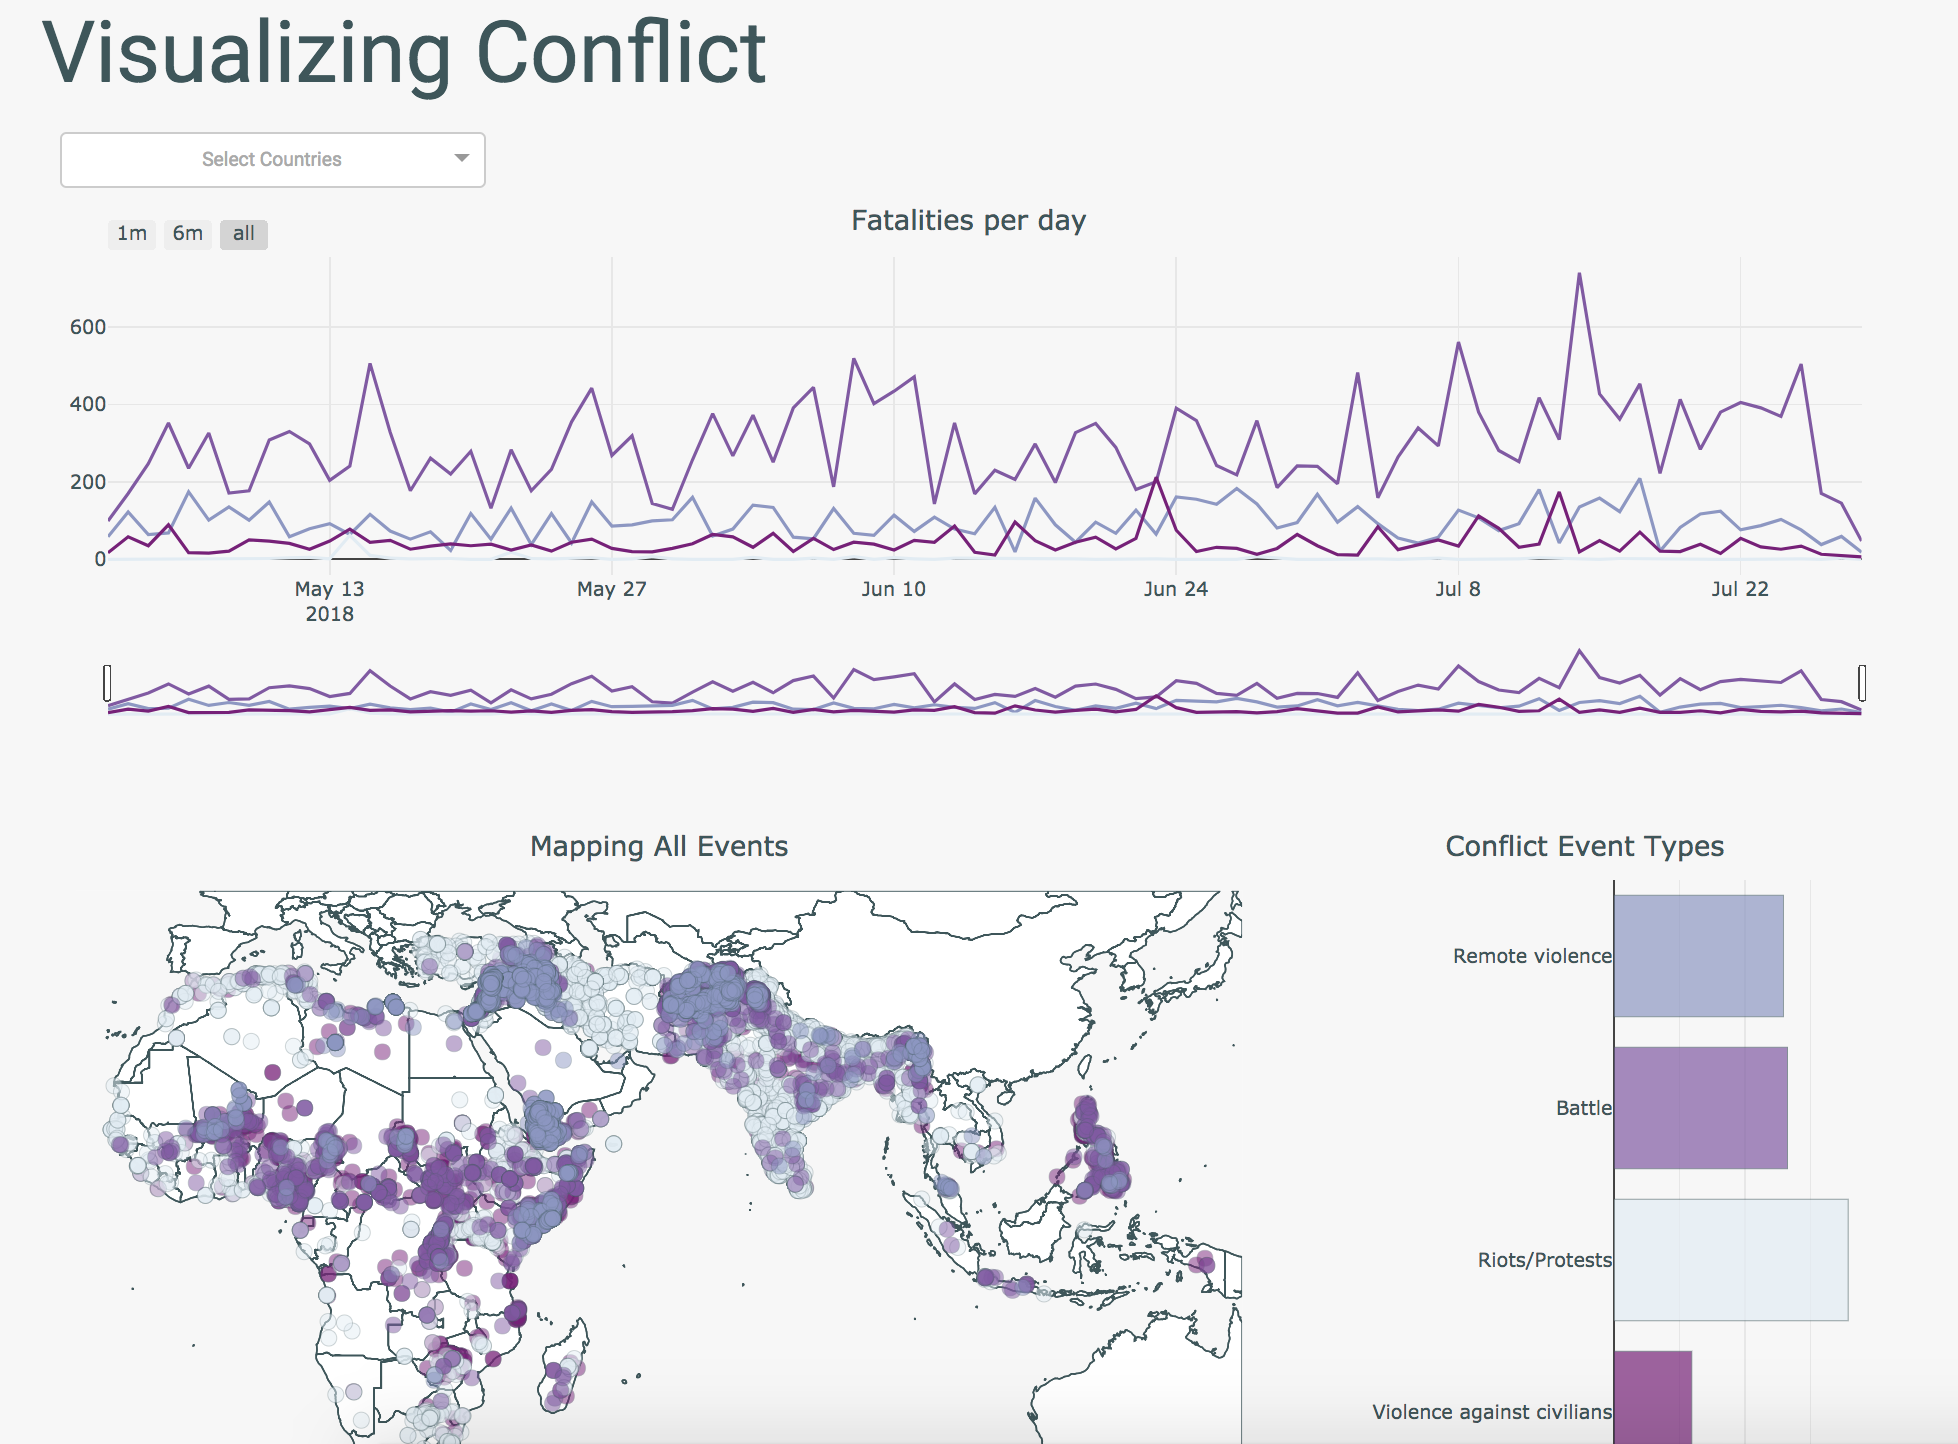 Visualizing Conflict
Select Countries
1m 6m all
Fatalities per day
600
400
200
0
May 13 May 27 Jun 10 Jun 24 Jul 8 Jul 22
2018
Mapping All Events
Conflict Event Types
Remote violence
Battle
Riots/Protests
Violence against civilians